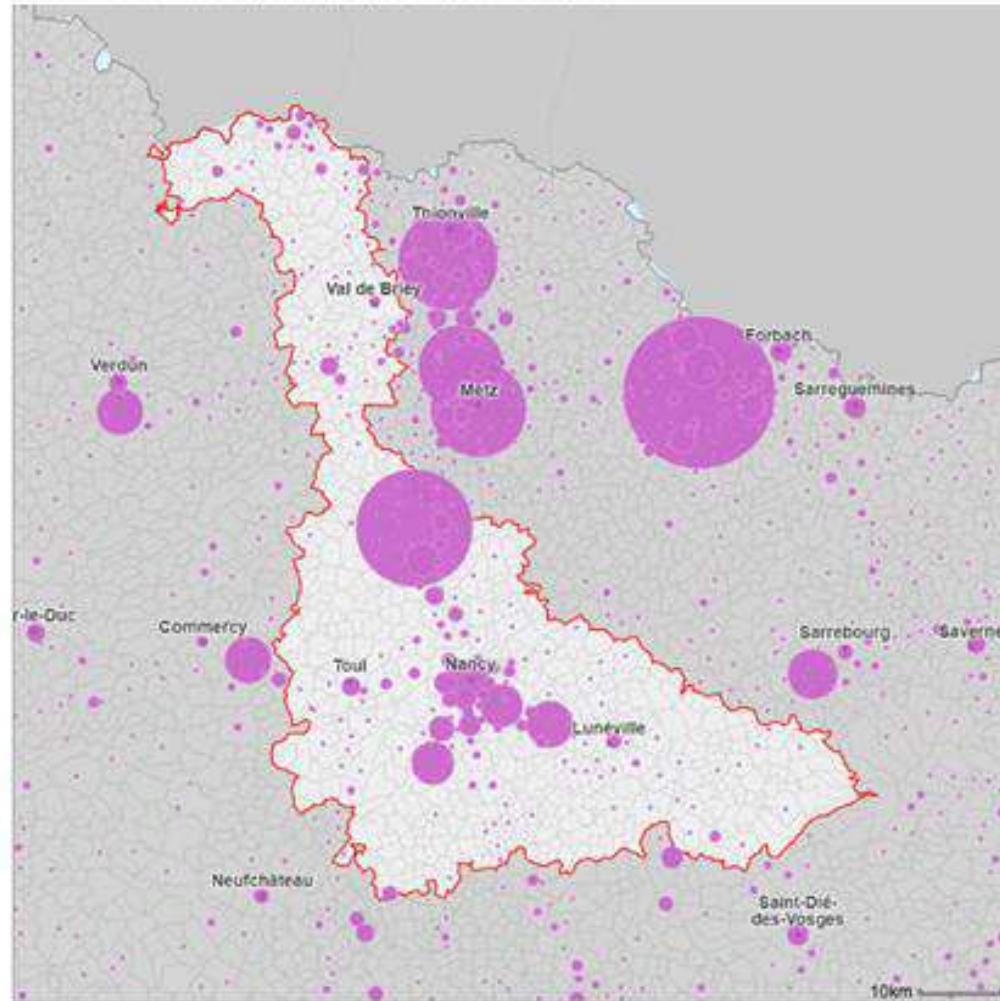 Thionville
Val de Briey
Forbach
Verdun
Metz
Sarreguemines
r-le-Duc
Commercy
Sarrebourg
Saverne
Toul
Nancy
Lunéville
Neufchâteau
Saint-Dié-
des-Vosges
10km